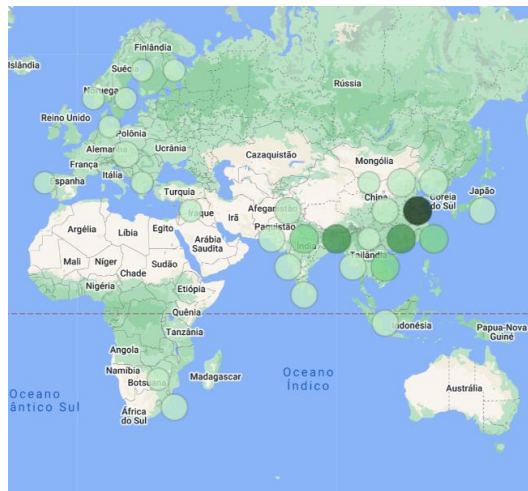 Islândia
Finlândia
Suécia
Noruega
Rússia
Reino Unido
Polônia
Alemanha
Ucrânia
França
Cazaquistão
Mongólia
Espanha
Itália
Turquia
China
Coreia
do Sul
Japão
Iraque
Irã
Afeganistão
Paquistão
Argélia
Líbia
Egito
Arábia
Saudita
Índia
Mali
Níger
Chade
Sudão
Tailândia
Nigéria
Etiópia
Quênia
Indonésia
Papua-Nova
Guiné
Tanzânia
Angola
Namíbia
Botsuana
Madagascar
Oceano
Índico
Austrália
Oceano
ântico Sul
África
do Sul